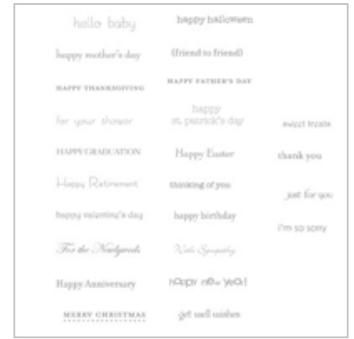 hello baby
happy halloween
happy mother's day
(friend to friend)
HAPPY THANKSGIVING
HAPPY FATHER'S DAY
for your shower
happy
st. patrick's day
sweet treats
HAPPY GRADUATION
Happy Easter
thank you
Happy Retirement
thinking of you
just for you
happy valentine's day
happy birthday
i'm so sorry
For the Newlyweds
With Sympathy
Happy Anniversary
happy new year!
MERRY CHRISTMAS
get well wishes